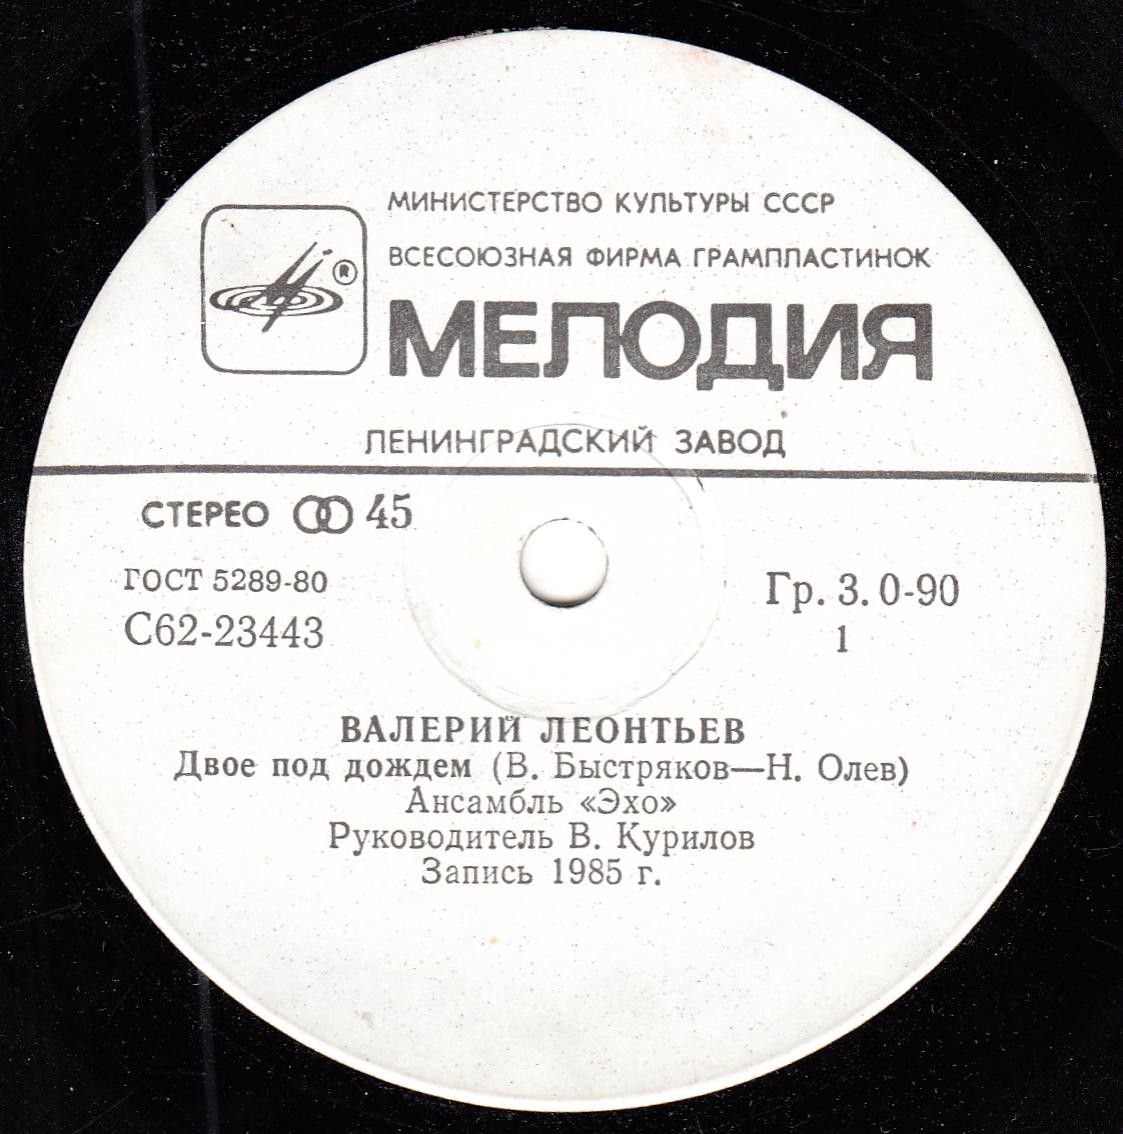 МИНИСТЕРСТВО КУЛЬТУРЫ СССР
ВСЕСОЮЗНАЯ ФИРМА ГРАМПЛАСТИНОК
®
МЕЛОДИЯ
ЛЕНИНГРАДСКИЙ ЗАВОД
СТЕРЕО 45
ГОСТ 5289-80
С62-23443
Гр. 3. 0-90
1
ВАЛЕРИЙ ЛЕОНТЬЕВ
Двое под дождем (В. Быстряков—Н. Олев)
Ансамбль «Эхо»
Руководитель В. Курилов
Запись 1985 г.